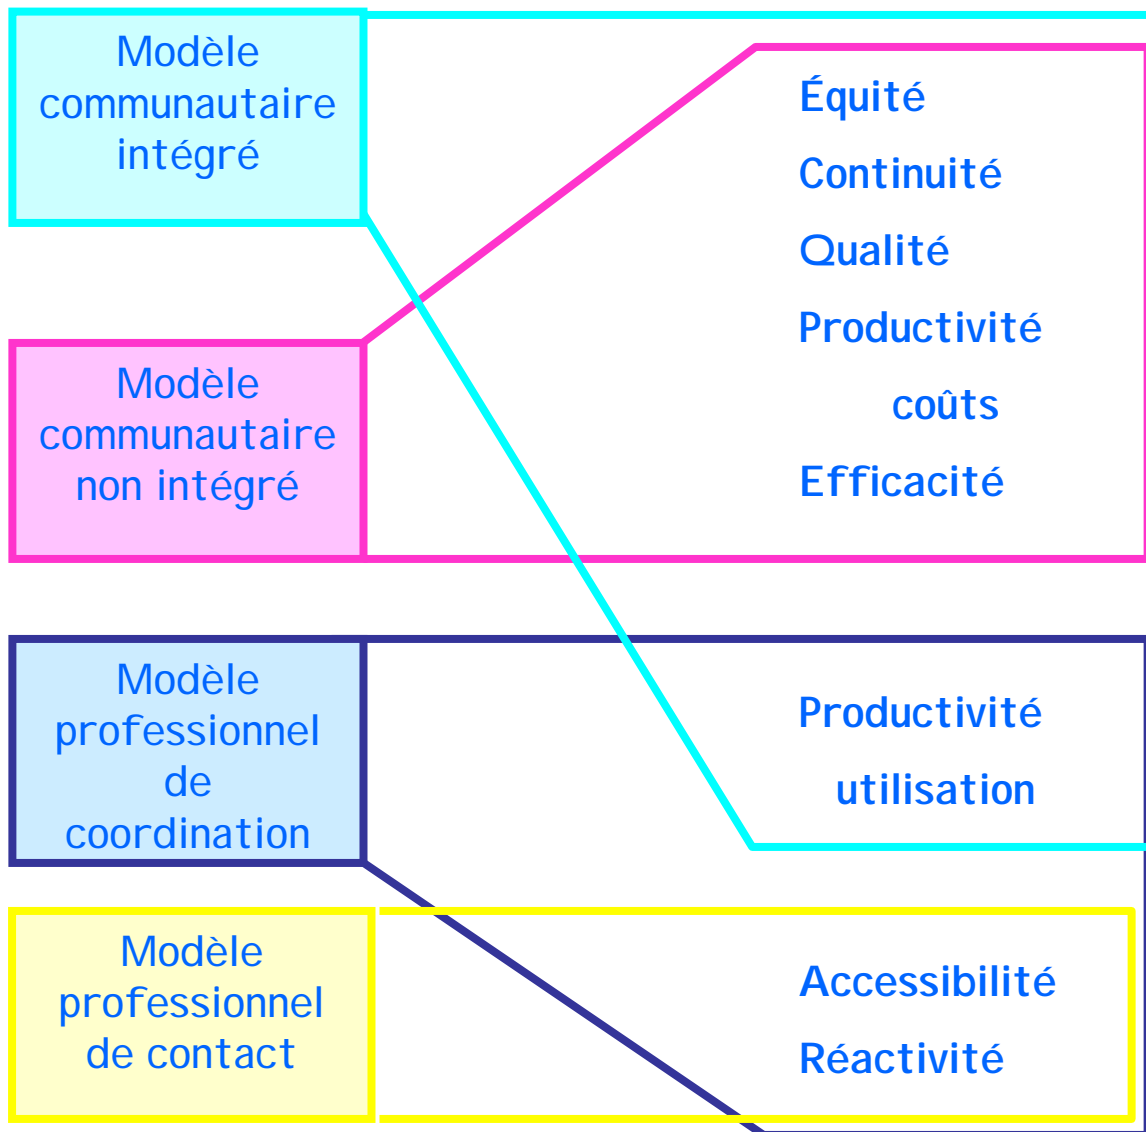 Modèle
communautaire
intégré
Équité
Continuité
Qualité
Productivité
coûts
Efficacité
Modèle
communautaire
non intégré
Modèle
professionnel
de
coordination
Productivité
utilisation
Modèle
professionnel
de contact
Accessibilité
Réactivité